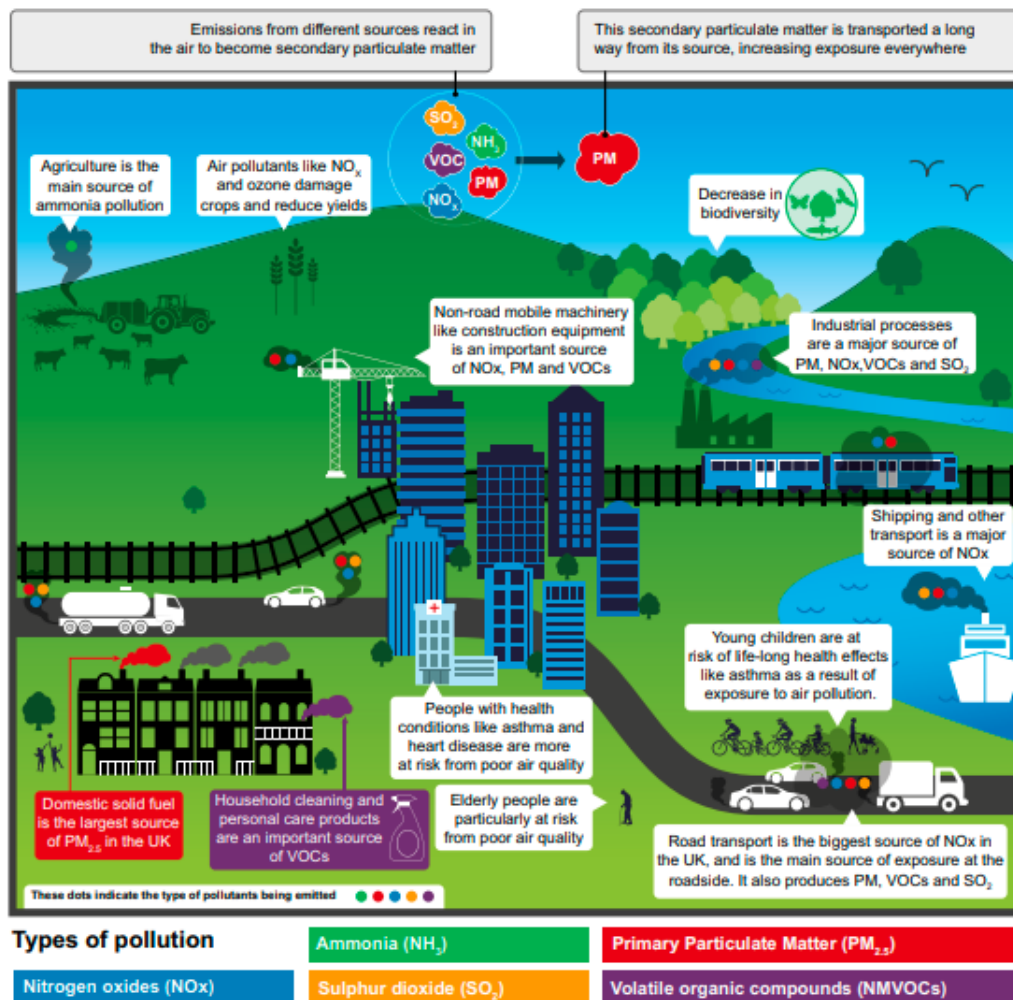 Emissions from different sources react in
the air to become secondary particulate matter
This secondary particulate matter is transported a long
way from its source, increasing exposure everywhere
SO₂
NH₃
VOC
PM
NOₓ
PM
Agriculture is the
main source of
ammonia pollution
Air pollutants like NOₓ
and ozone damage
crops and reduce yields
Decrease in
biodiversity
Non-road mobile machinery
like construction equipment
is an important source
of NOx, PM and VOCs
Industrial processes
are a major source of
PM, NOx,VOCs and SO₂
Shipping and other
transport is a major
source of NOx
Young children are at
risk of life-long health effects
like asthma as a result of
exposure to air pollution.
People with health
conditions like asthma and
heart disease are more
at risk from poor air quality
Domestic solid fuel
is the largest source
of PM₂.₅ in the UK
Household cleaning and
personal care products
are an important source
of VOCs
Elderly people are
particularly at risk
from poor air quality
Road transport is the biggest source of NOx in
the UK, and is the main source of exposure at the
roadside. It also produces PM, VOCs and SO₂
These dots indicate the type of pollutants being emitted
Types of pollution
Ammonia (NH₃)
Primary Particulate Matter (PM₂.₅)
Nitrogen oxides (NOx)
Sulphur dioxide (SO₂)
Volatile organic compounds (NMVOCs)